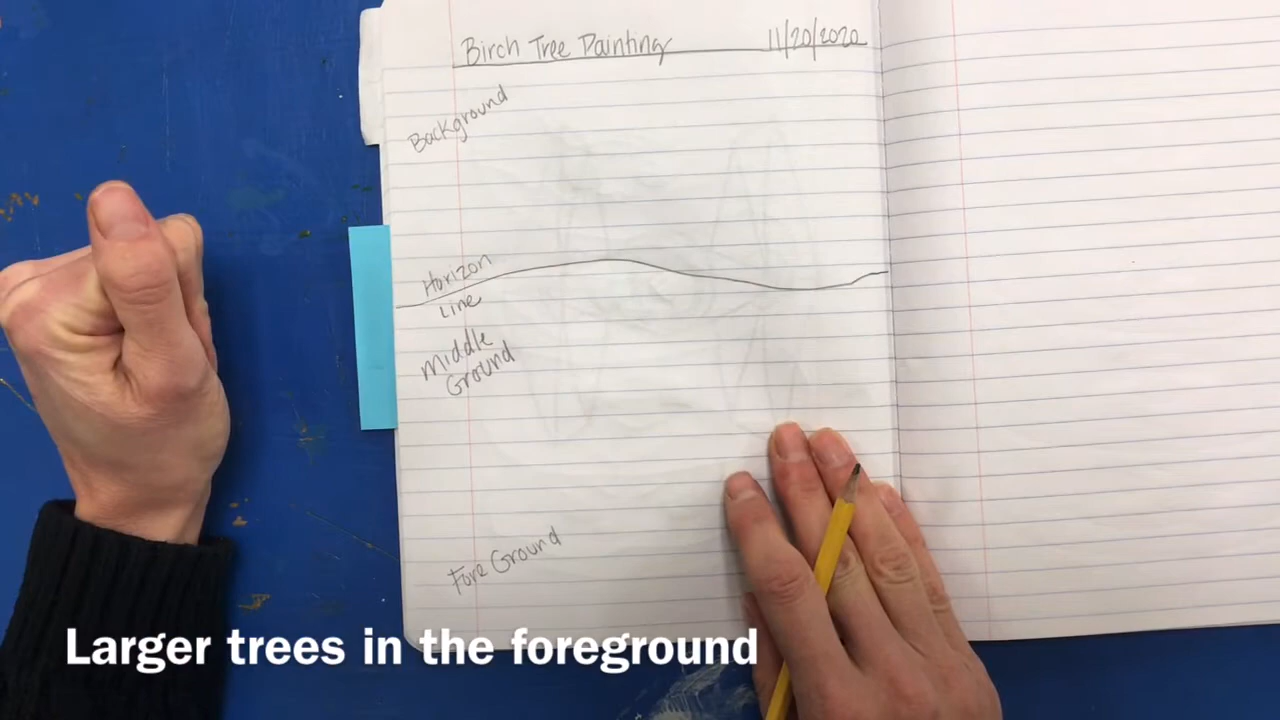 Birch Tree Painting 11/20/2020
Background
Horizon
Line
Middle
Ground
Fore Ground
Larger trees in the foreground